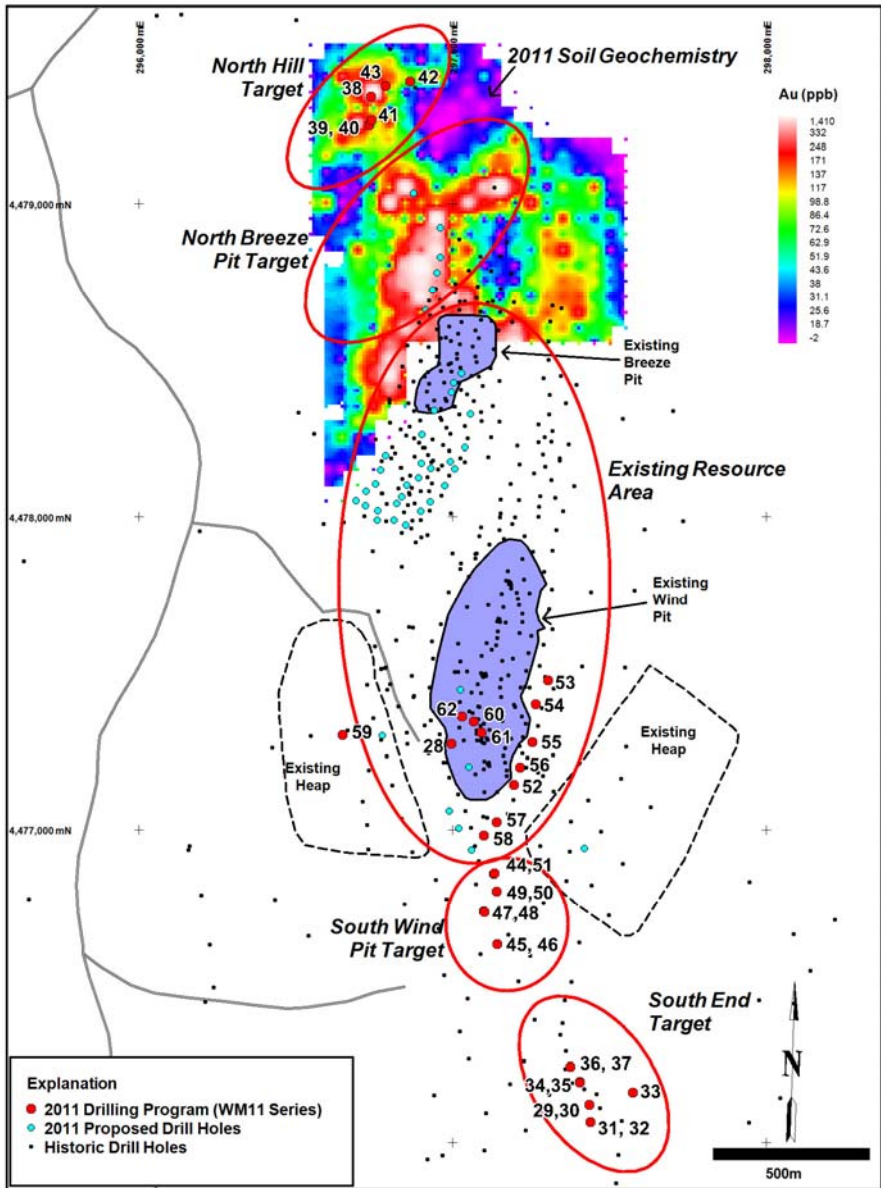 296,000 mE
297,000 mE
298,000 mE
North Hill
Target
2011 Soil Geochemistry
43
42
38
41
39, 40
Au (ppb)
1,410
332
248
171
137
117
98.8
86.4
72.6
62.9
51.9
43.6
38
31.1
25.6
18.7
-2
4,479,000 mN
North Breeze
Pit Target
Existing
Breeze
Pit
Existing Resource
Area
4,478,000 mN
Existing
Wind
Pit
53
54
62
60
59
61
55
28
56
52
Existing
Heap
Existing
Heap
57
58
4,477,000 mN
44,51
49,50
47,48
45, 46
South Wind
Pit Target
South End
Target
36, 37
34,35
33
29,30
31, 32
N
500m
Explanation
2011 Drilling Program (WM11 Series)
2011 Proposed Drill Holes
Historic Drill Holes